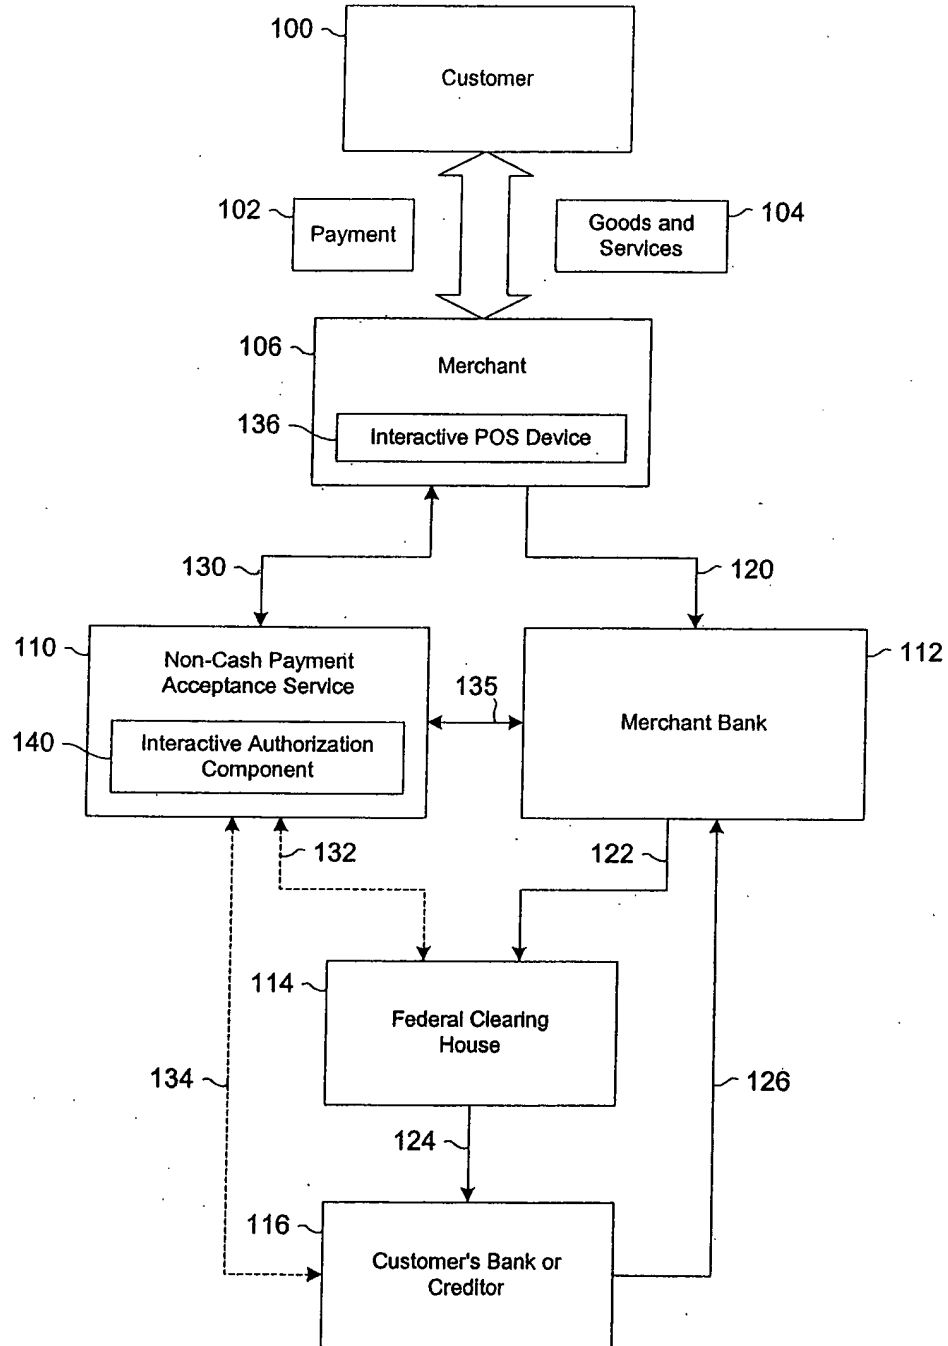 100
Customer
102
Payment
Goods and
Services
104
106
Merchant
136
Interactive POS Device
130
120
110
Non-Cash Payment
Acceptance Service
140
Interactive Authorization
Component
135
Merchant Bank
112
132
122
114
Federal Clearing
House
134
126
124
116
Customer's Bank or
Creditor